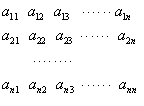 a₁₁ a₁₂ a₁₃ ······ a₁ₙ
a₂₁ a₂₂ a₂₃ ······ a₂ₙ
········
aₙ₁ aₙ₂ aₙ₃ ······ aₙₙ